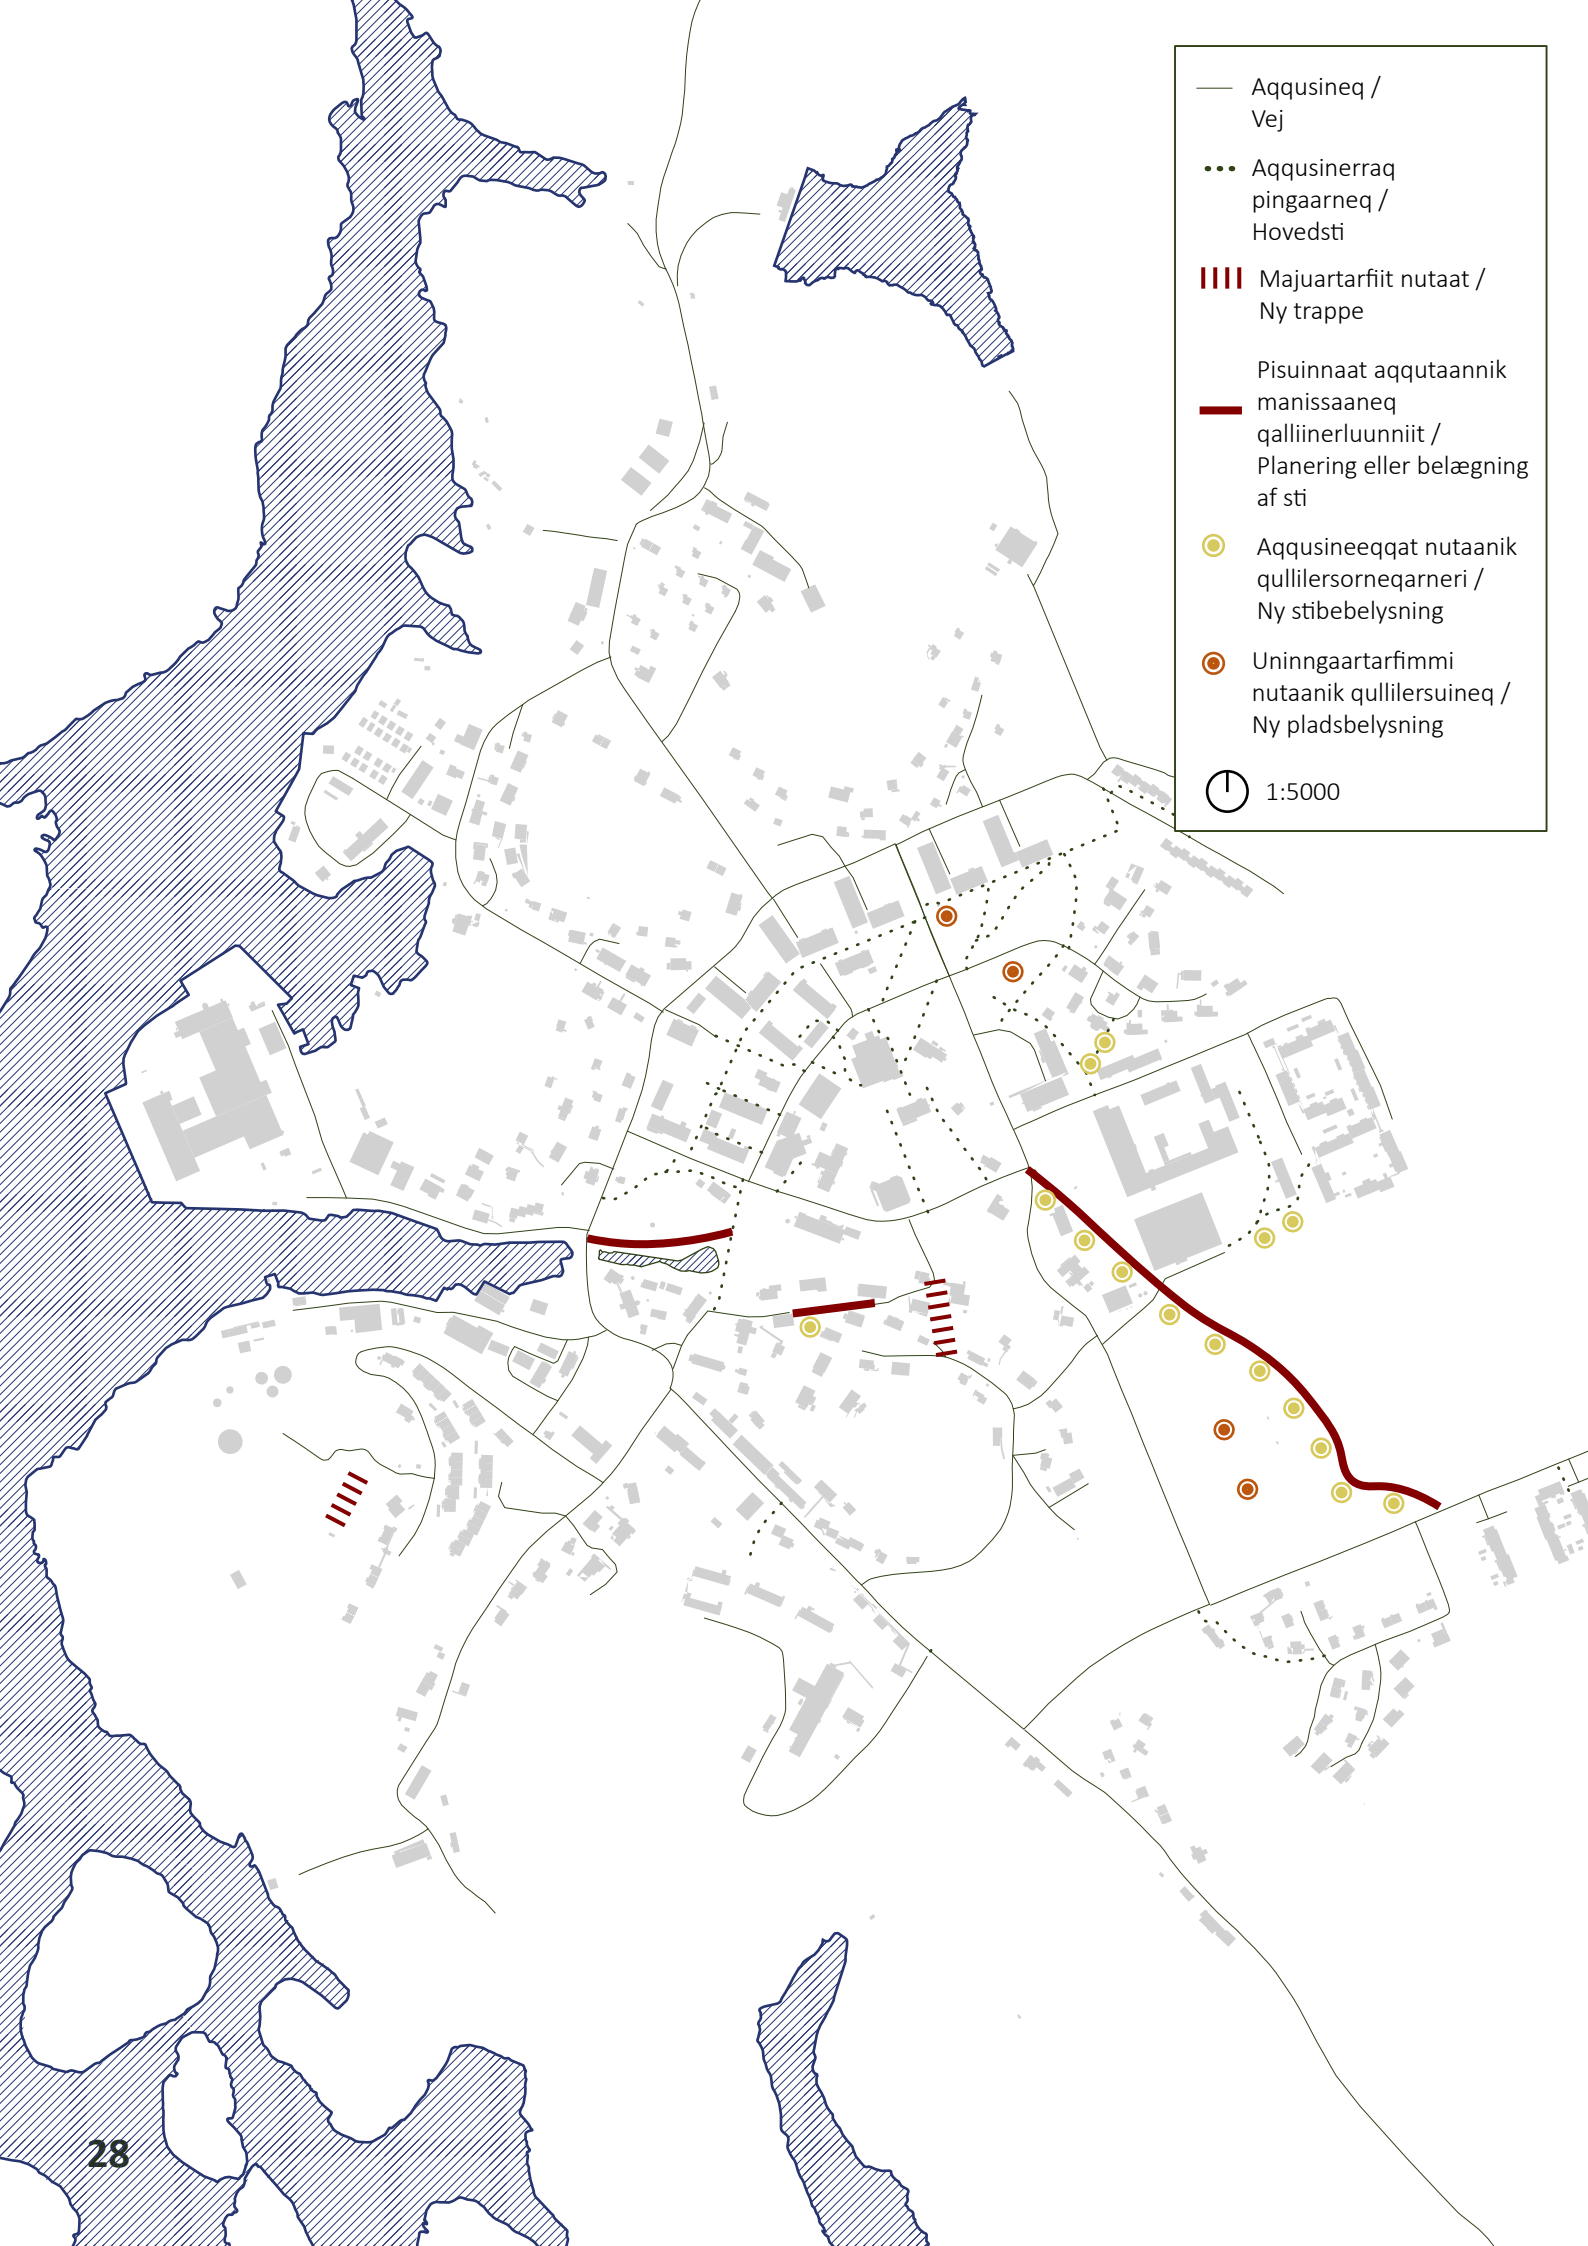 Aqqusineq /
Vej
Aqqusinerraq
pingaarneq /
Hovedsti
Majuartarfiit nutaat /
Ny trappe
Pisuinnaat aqqutaannik
manissaaneq
qalliinerluunniit /
Planering eller belægning
af sti
Aqqusineeqqat nutaanik
qullilersorneqarneri /
Ny stibebelysning
Uninngaartarfimmi
nutaanik qullilersuineq /
Ny pladsbelysning
1:5000
28